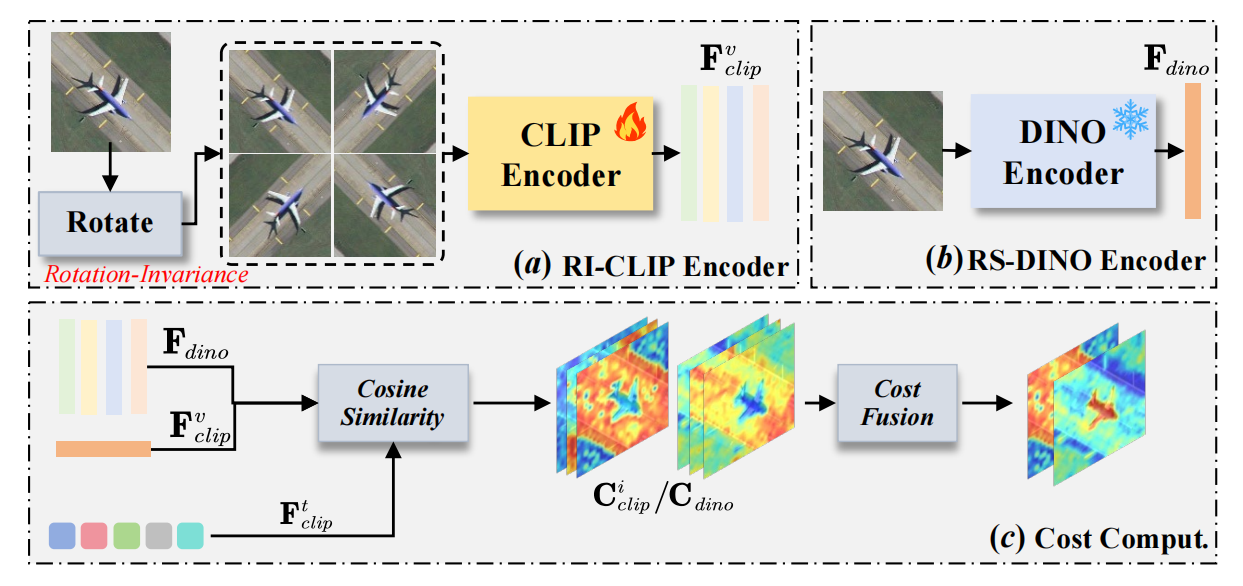 Rotate
Rotation-Invariance
CLIP
Encoder
F^v_clip
(a) RI-CLIP Encoder
DINO
Encoder
F_dino
(b) RS-DINO Encoder
F_dino
F^v_clip
F^t_clip
Cosine
Similarity
C^i_clip/C_dino
Cost
Fusion
(c) Cost Comput.